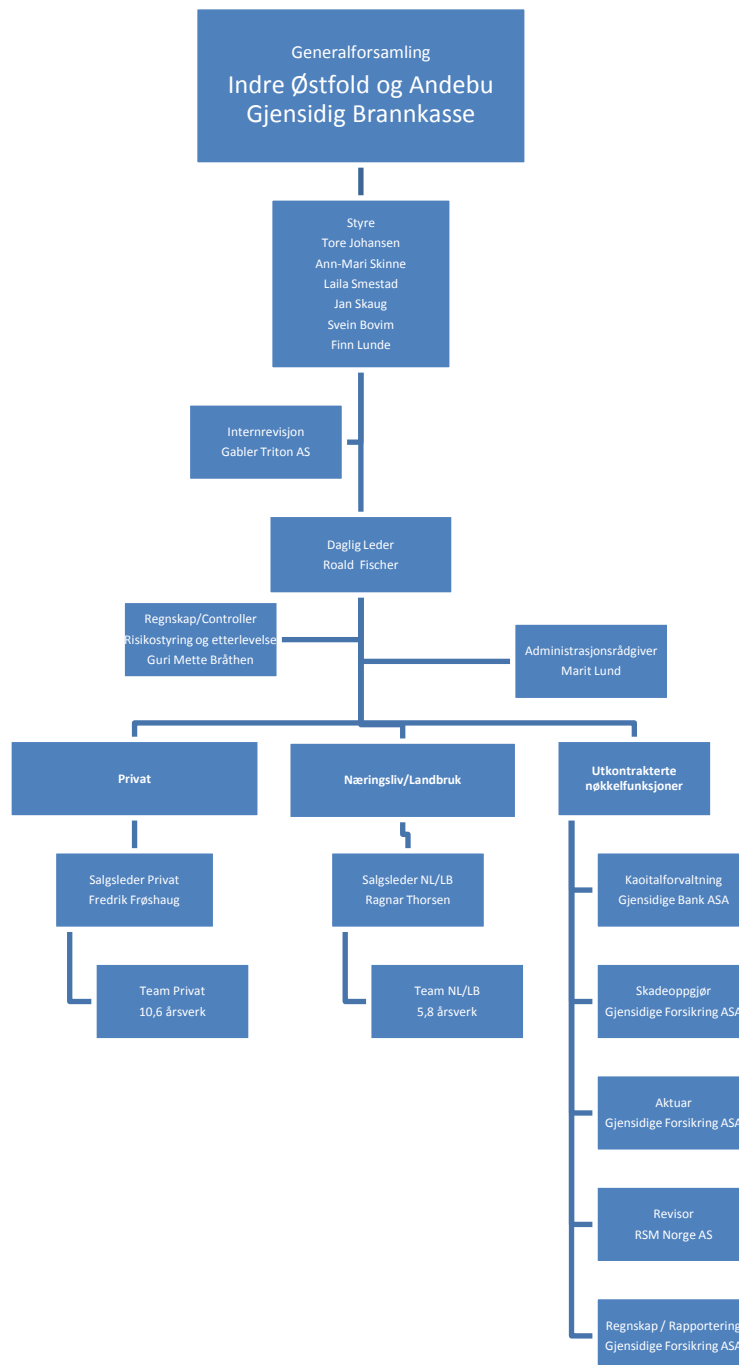 Generalforsamling
Indre Østfold og Andebu
Gjensidig Brannkasse
Styre
Tore Johansen
Ann-Mari Skinne
Laila Smestad
Jan Skaug
Svein Bovim
Finn Lunde
Internrevisjon
Gabler Triton AS
Daglig Leder
Roald Fischer
Regnskap/Controller
Risikostyring og etterlevelse
Guri Mette Bråthen
Administrasjonsrådgiver
Marit Lund
Privat
Næringsliv/Landbruk
Utkontrakterte
nøkkelfunksjoner
Salgsleder Privat
Fredrik Frøshaug
Salgsleder NL/LB
Ragnar Thorsen
Kaoitalforvaltning
Gjensidige Bank ASA
Team Privat
10,6 årsverk
Team NL/LB
5,8 årsverk
Skadeoppgjør
Gjensidige Forsikring ASA
Aktuar
Gjensidige Forsikring ASA
Revisor
RSM Norge AS
Regnskap / Rapportering
Gjensidige Forsikring ASA